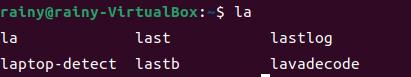 rainy@rainy-VirtualBox:~$ la
la last lastlog
laptop-detect lastb lavadecode